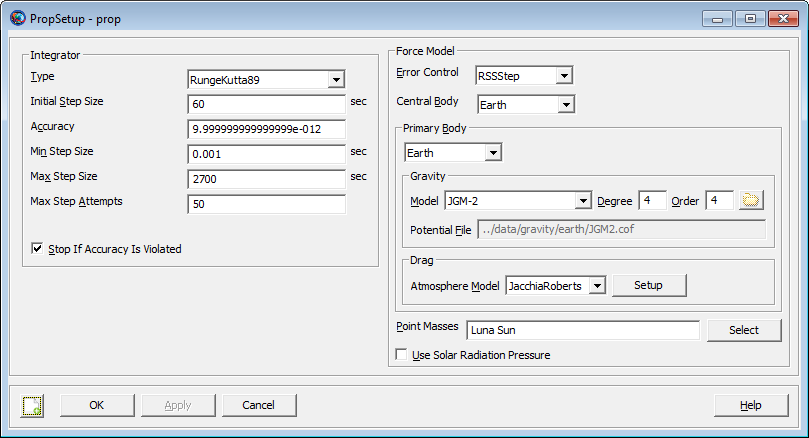 PropSetup - prop
Integrator
Type RungeKutta89
Initial Step Size 60 sec
Accuracy 9.999999999999999e-012
Min Step Size 0.001 sec
Max Step Size 2700 sec
Max Step Attempts 50
Stop If Accuracy Is Violated
Force Model
Error Control RSSStep
Central Body Earth
Primary Body
Earth
Gravity
Model JGM-2 Degree 4 Order 4
Potential File ../data/gravity/earth/JGM2.cof
Drag
Atmosphere Model JacchiaRoberts Setup
Point Masses Luna Sun Select
Use Solar Radiation Pressure
OK Apply Cancel Help